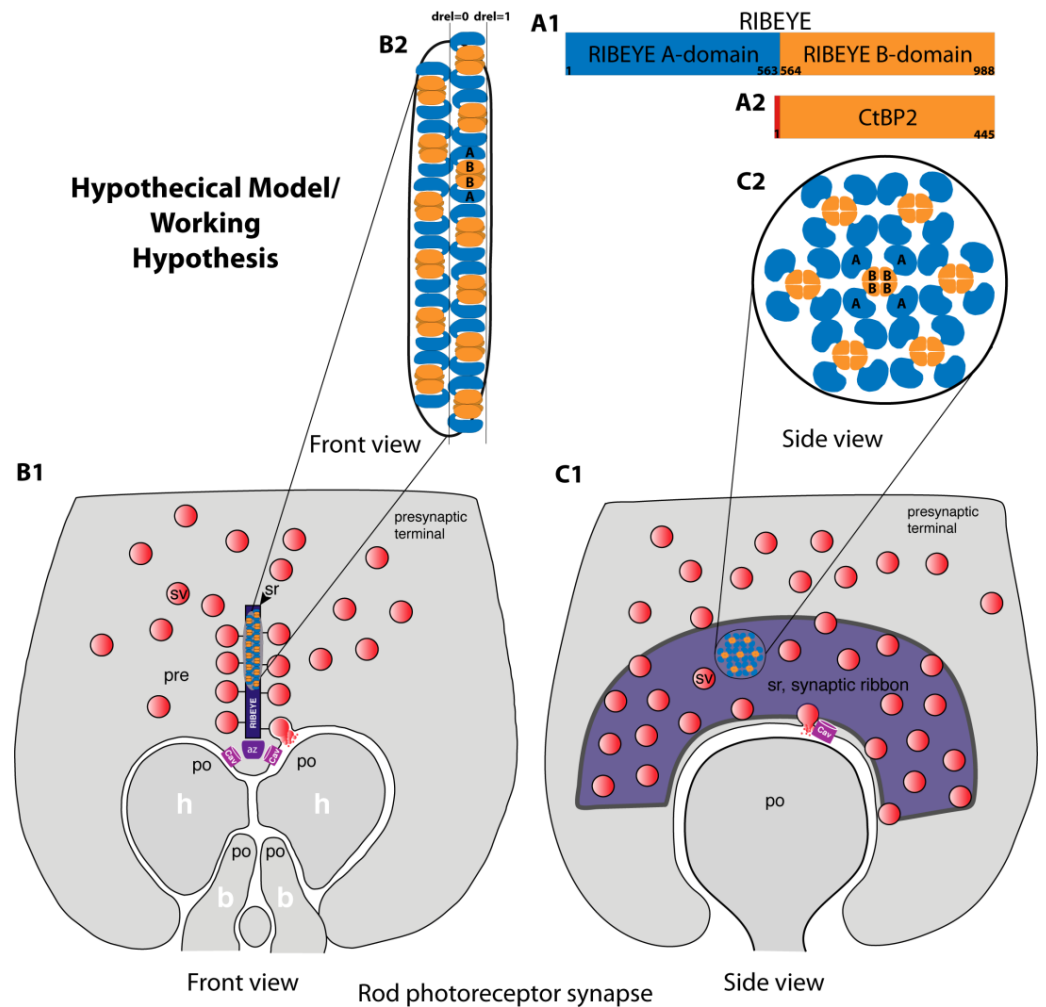 drel=0 drel=1
B2
A1
RIBEYE
RIBEYE A-domain
RIBEYE B-domain
1
563
564
988
A2
CtBP2
1
445
C2
A
B
B
A
Hypothecical Model/
Working
Hypothesis
A A
B B
B B
A A
Front view
Side view
B1
presynaptic
terminal
sv
sr
pre
RIBEYE
az
Cav
Cav
po
po
h
h
po
po
b
b
Front view
C1
presynaptic
terminal
sv
sr, synaptic ribbon
Cav
po
Side view
Rod photoreceptor synapse